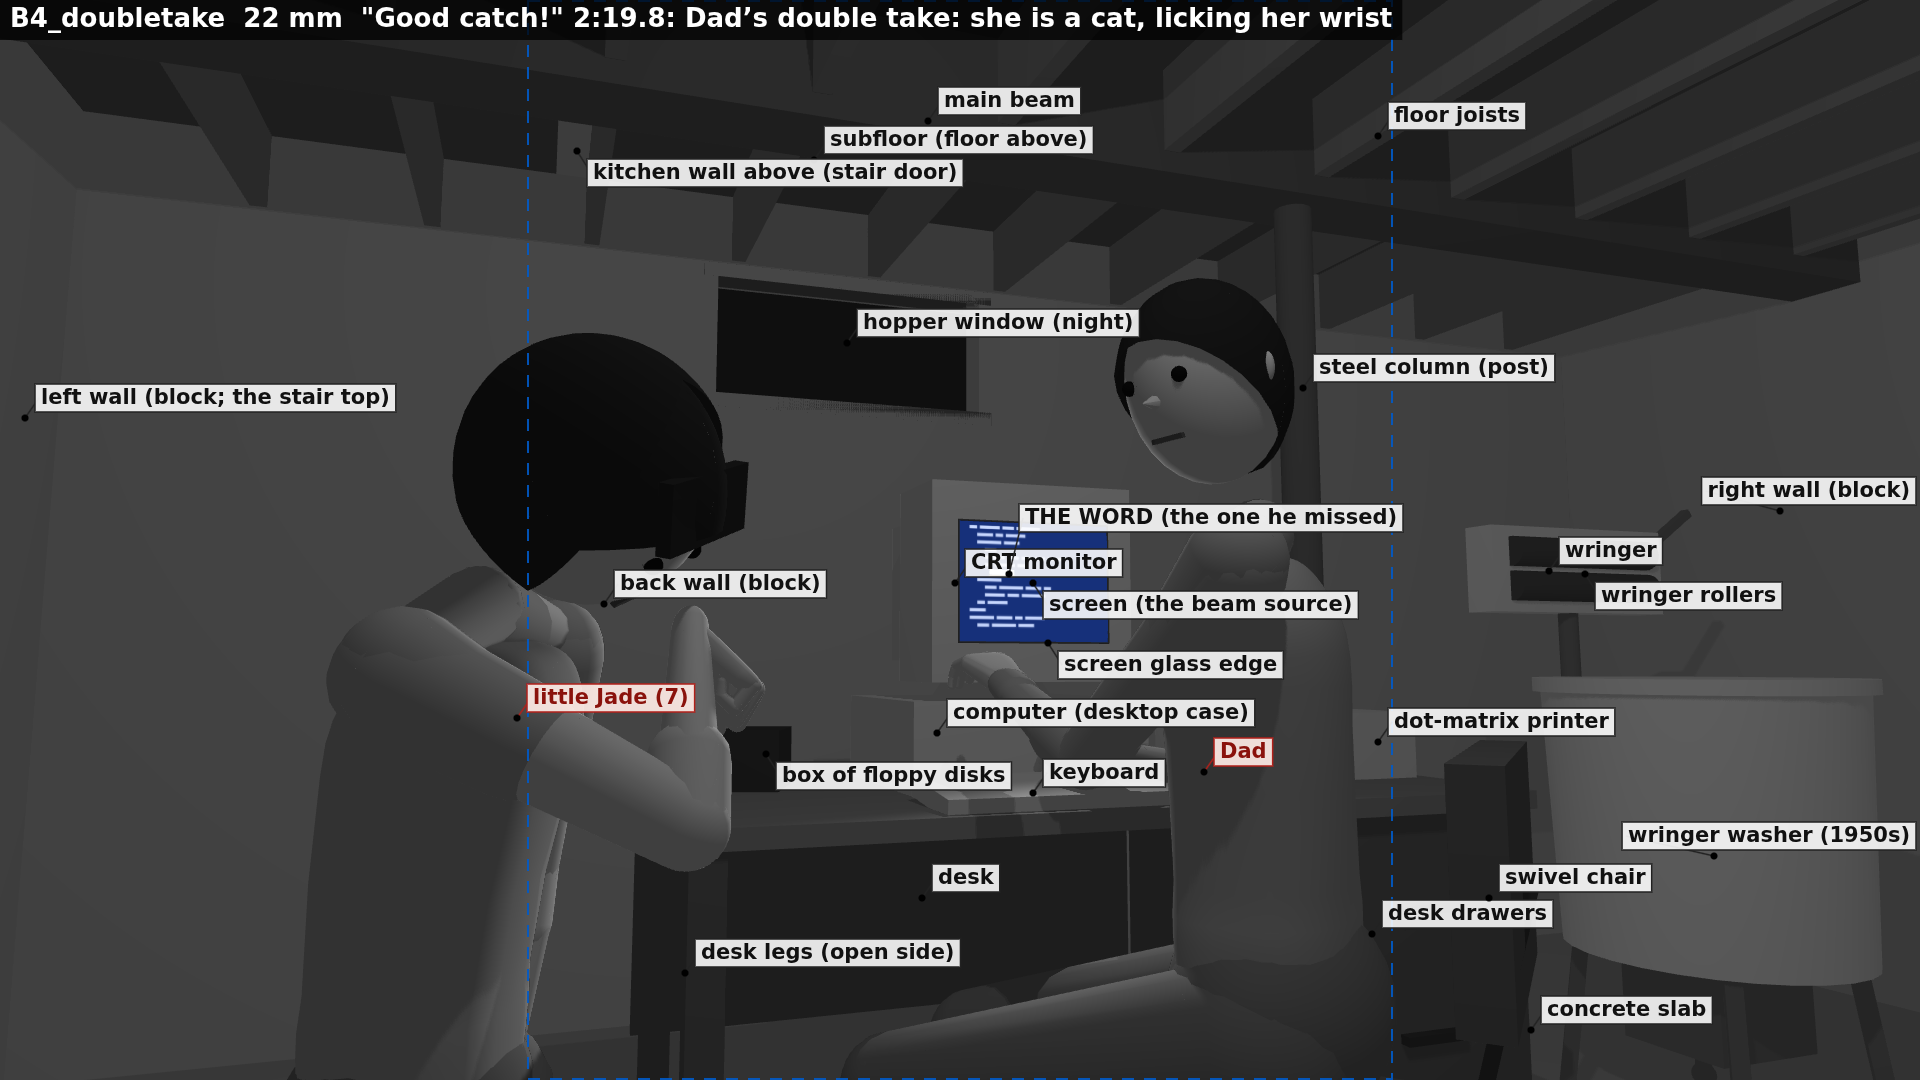 B4_doubletake  22 mm  "Good catch!" 2:19.8: Dad’s double take: she is a cat, licking her wrist
main beam
floor joists
subfloor (floor above)
kitchen wall above (stair door)
hopper window (night)
steel column (post)
left wall (block; the stair top)
right wall (block)
THE WORD (the one he missed)
wringer
CRT monitor
back wall (block)
wringer rollers
screen (the beam source)
screen glass edge
little Jade (7)
computer (desktop case)
dot-matrix printer
Dad
box of floppy disks
keyboard
wringer washer (1950s)
desk
swivel chair
desk drawers
desk legs (open side)
concrete slab